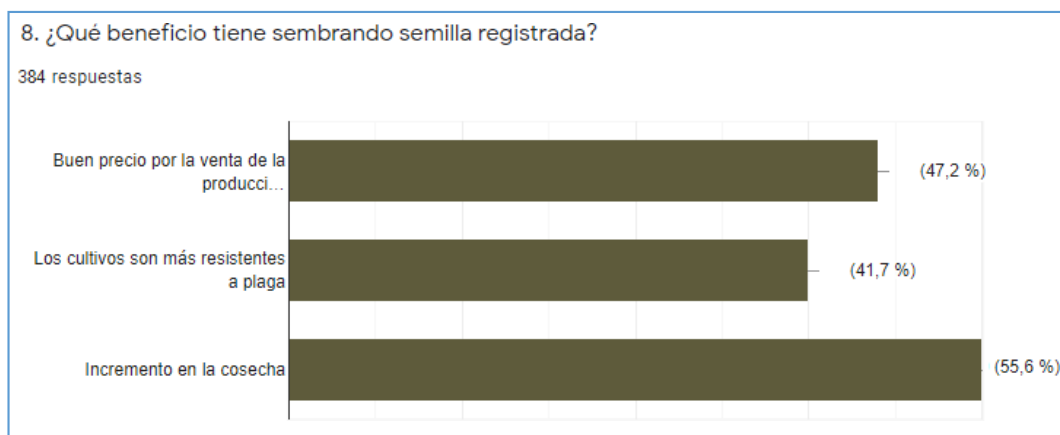 8. ¿Qué beneficio tiene sembrando semilla registrada?
384 respuestas
Buen precio por la venta de la
producci...
(47,2 %)
Los cultivos son más resistentes
a plaga
(41,7 %)
Incremento en la cosecha
(55,6 %)